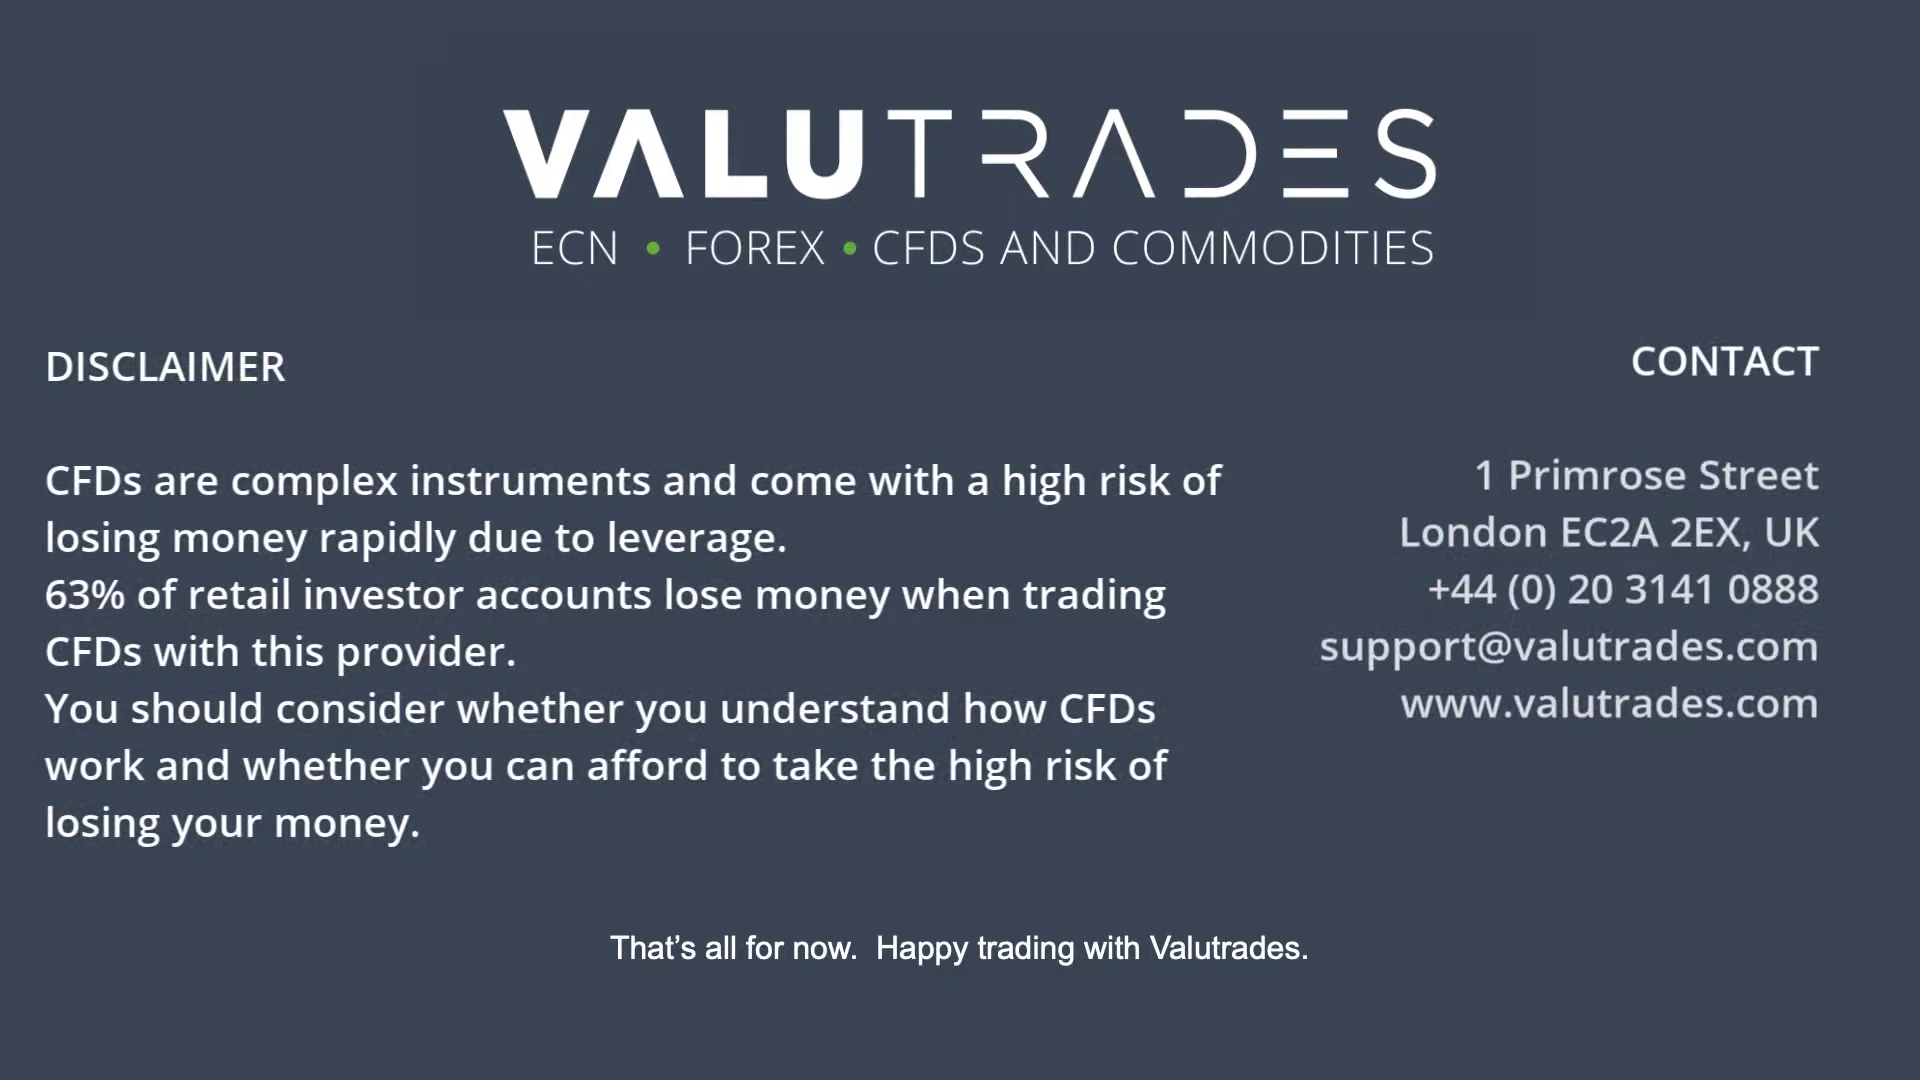 VALUTRADES
ECN • FOREX • CFDS AND COMMODITIES
DISCLAIMER
CFDs are complex instruments and come with a high risk of
losing money rapidly due to leverage.
63% of retail investor accounts lose money when trading
CFDs with this provider.
You should consider whether you understand how CFDs
work and whether you can afford to take the high risk of
losing your money.
CONTACT
1 Primrose Street
London EC2A 2EX, UK
+44 (0) 20 3141 0888
support@valutrades.com
www.valutrades.com
That’s all for now.  Happy trading with Valutrades.